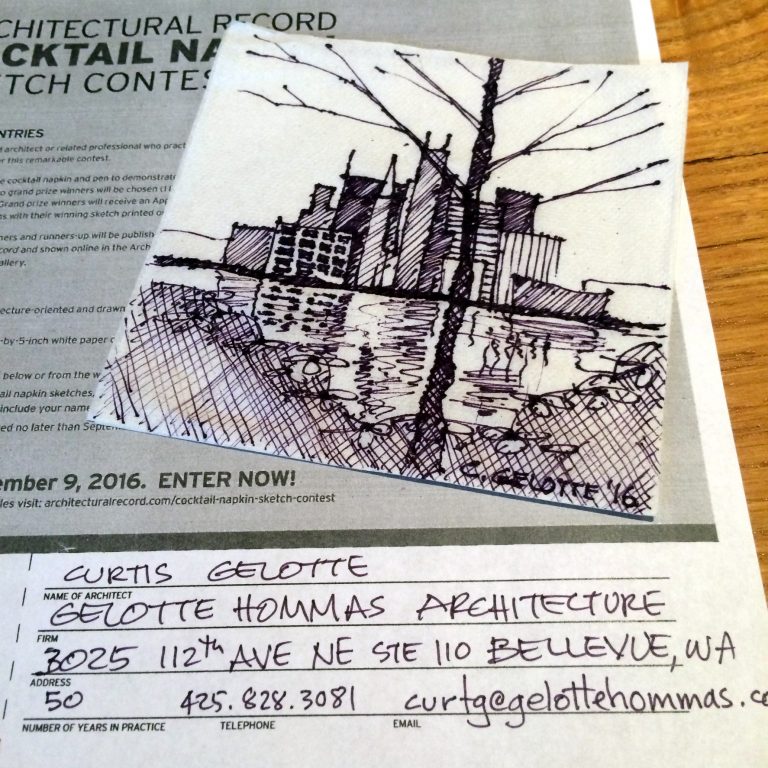 CHITECTURAL RECORD
CKTAIL NA
TCH CONTES
NTRIES
d architect or related professional who pract
r this remarkable contest.
e cocktail napkin and pen to demonstrate
o grand prize winners will be chosen (1
Grand prize winners will receive an
ns with their winning sketch printed o
ners and runners-up will be publish
cord and shown online in the Arch
allery.
ecture-oriented and drawn
-by-5-inch white paper
below or from the w
ail napkin sketches,
include your name
ed no later than Septem
ember 9, 2016. ENTER NOW!
les visit: architecturalrecord.com/cocktail-napkin-sketch-contest
C. GELOTTE '16
CURTIS GELOTTE
NAME OF ARCHITECT
GELOTTE HOMMAS ARCHITECTURE
FIRM
3025 112th AVE NE STE 110 BELLEVUE, WA
ADDRESS
50 425.828.3081 curtg@gelottehommas.co
NUMBER OF YEARS IN PRACTICE TELEPHONE EMAIL